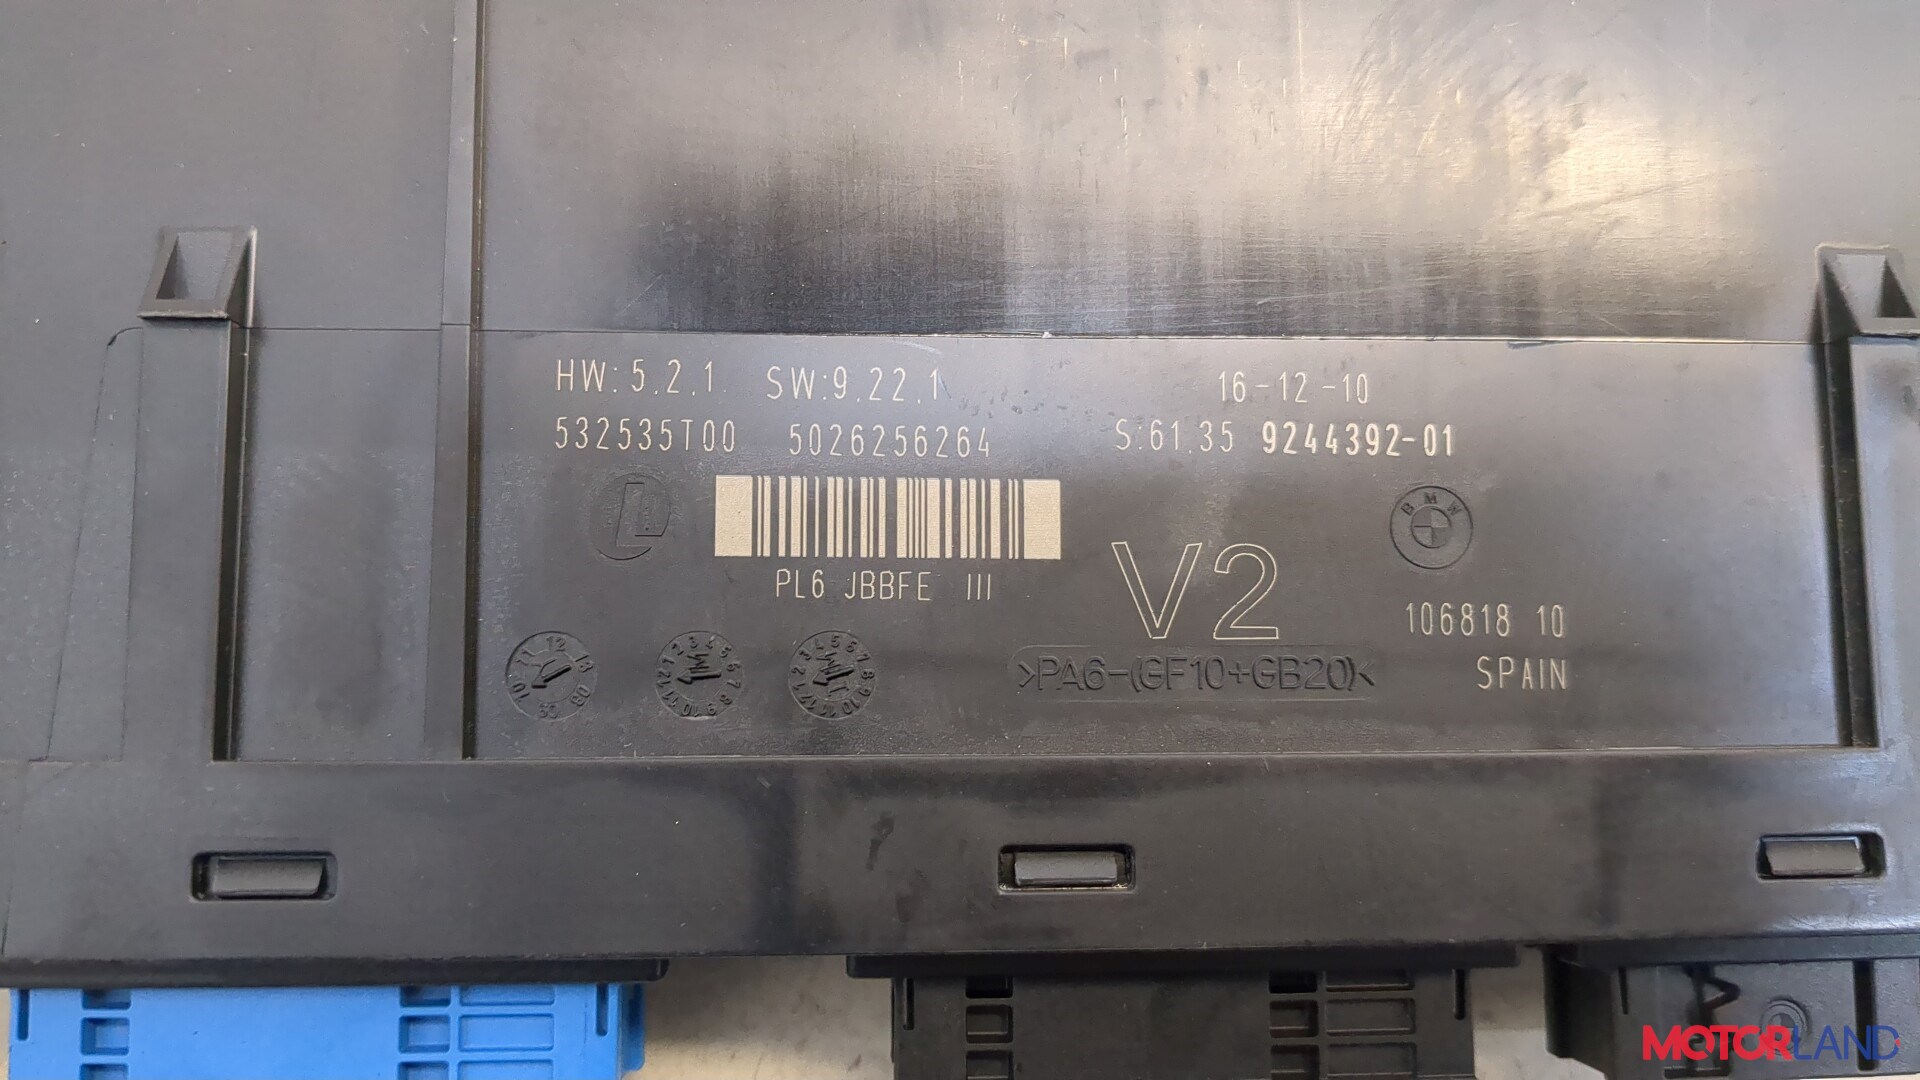 HW:5.2.1. SW:9.22.1 16-12-10
532535T00 5026256264 S:61.35 9244392-01
BMW
PL6 JBBFE III
V2
106818 10
>PA6-(GF10+GB20)<
SPAIN
MOTORLAND